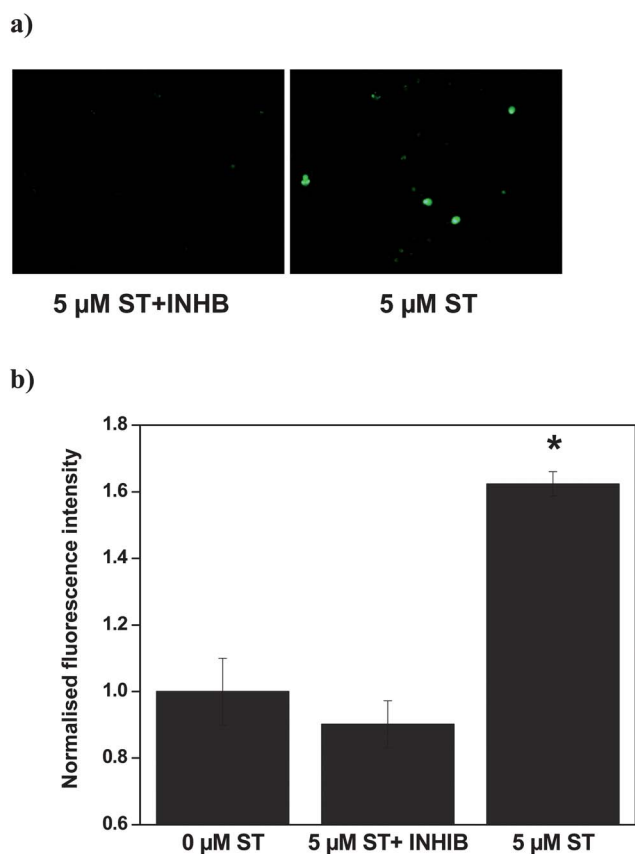 a)
5 µM ST+INHB 5 µM ST
b)
Normalised fluorescence intensity
1.8
*
1.6
1.4
1.2
1.0
0.8
0.6
0 µM ST 5 µM ST+ INHIB 5 µM ST